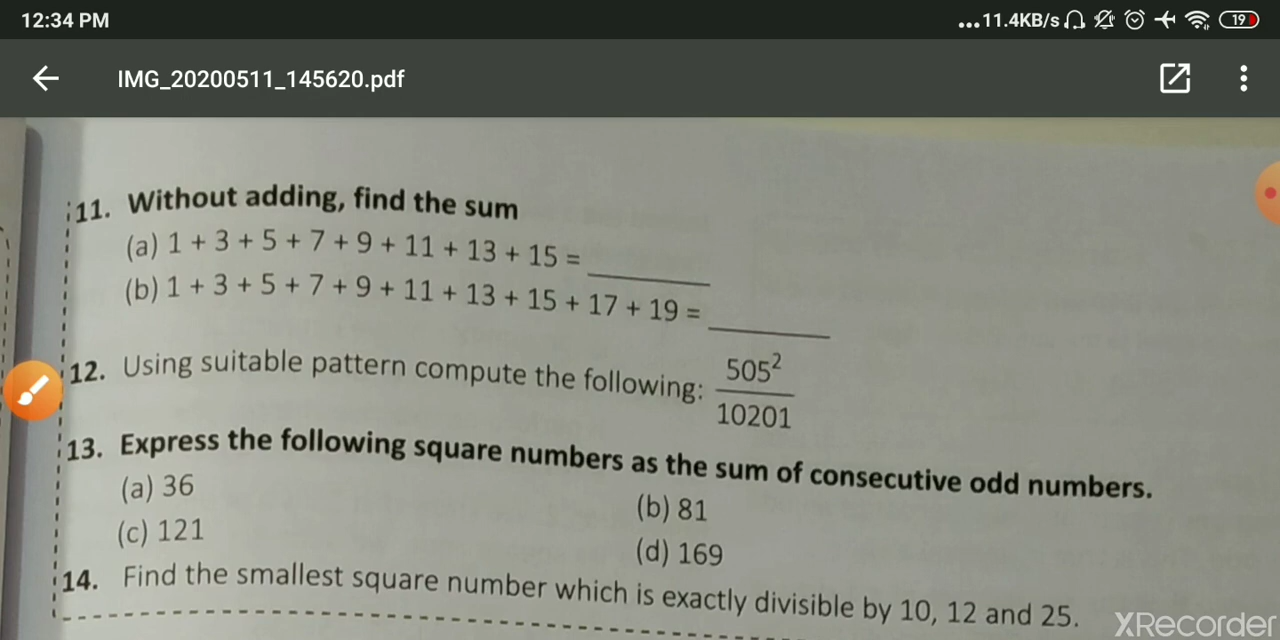 12:34 PM
...11.4KB/s
19
IMG_20200511_145620.pdf
11. Without adding, find the sum
(a) 1 + 3 + 5 + 7 + 9 + 11 + 13 + 15 = ______
(b) 1 + 3 + 5 + 7 + 9 + 11 + 13 + 15 + 17 + 19 = ______
12. Using suitable pattern compute the following: 505²/10201
13. Express the following square numbers as the sum of consecutive odd numbers.
(a) 36 (b) 81
(c) 121 (d) 169
14. Find the smallest square number which is exactly divisible by 10, 12 and 25.
XRecorder